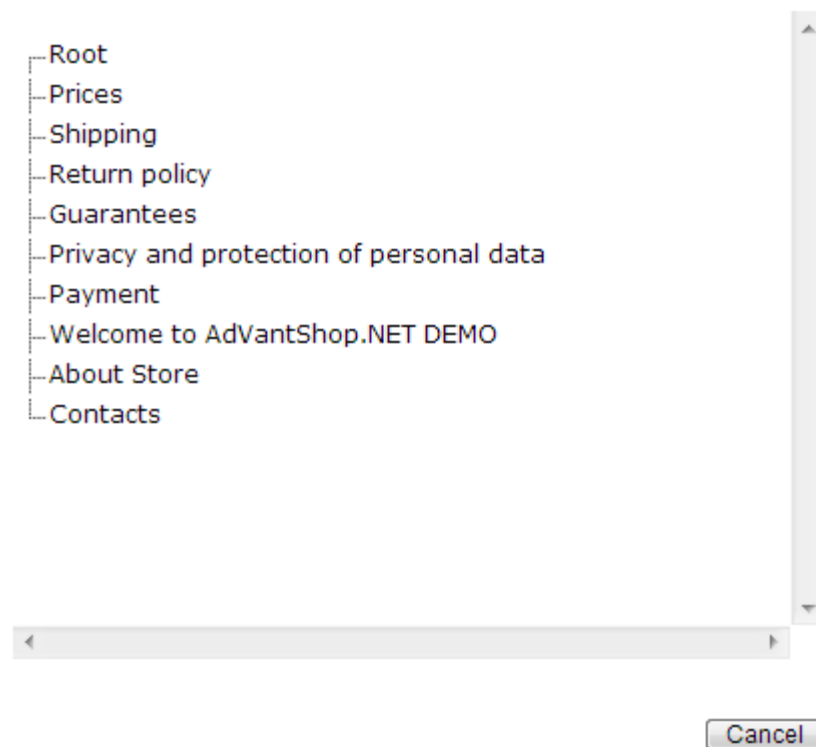 Root
Prices
Shipping
Return policy
Guarantees
Privacy and protection of personal data
Payment
Welcome to AdVantShop.NET DEMO
About Store
Contacts
Cancel